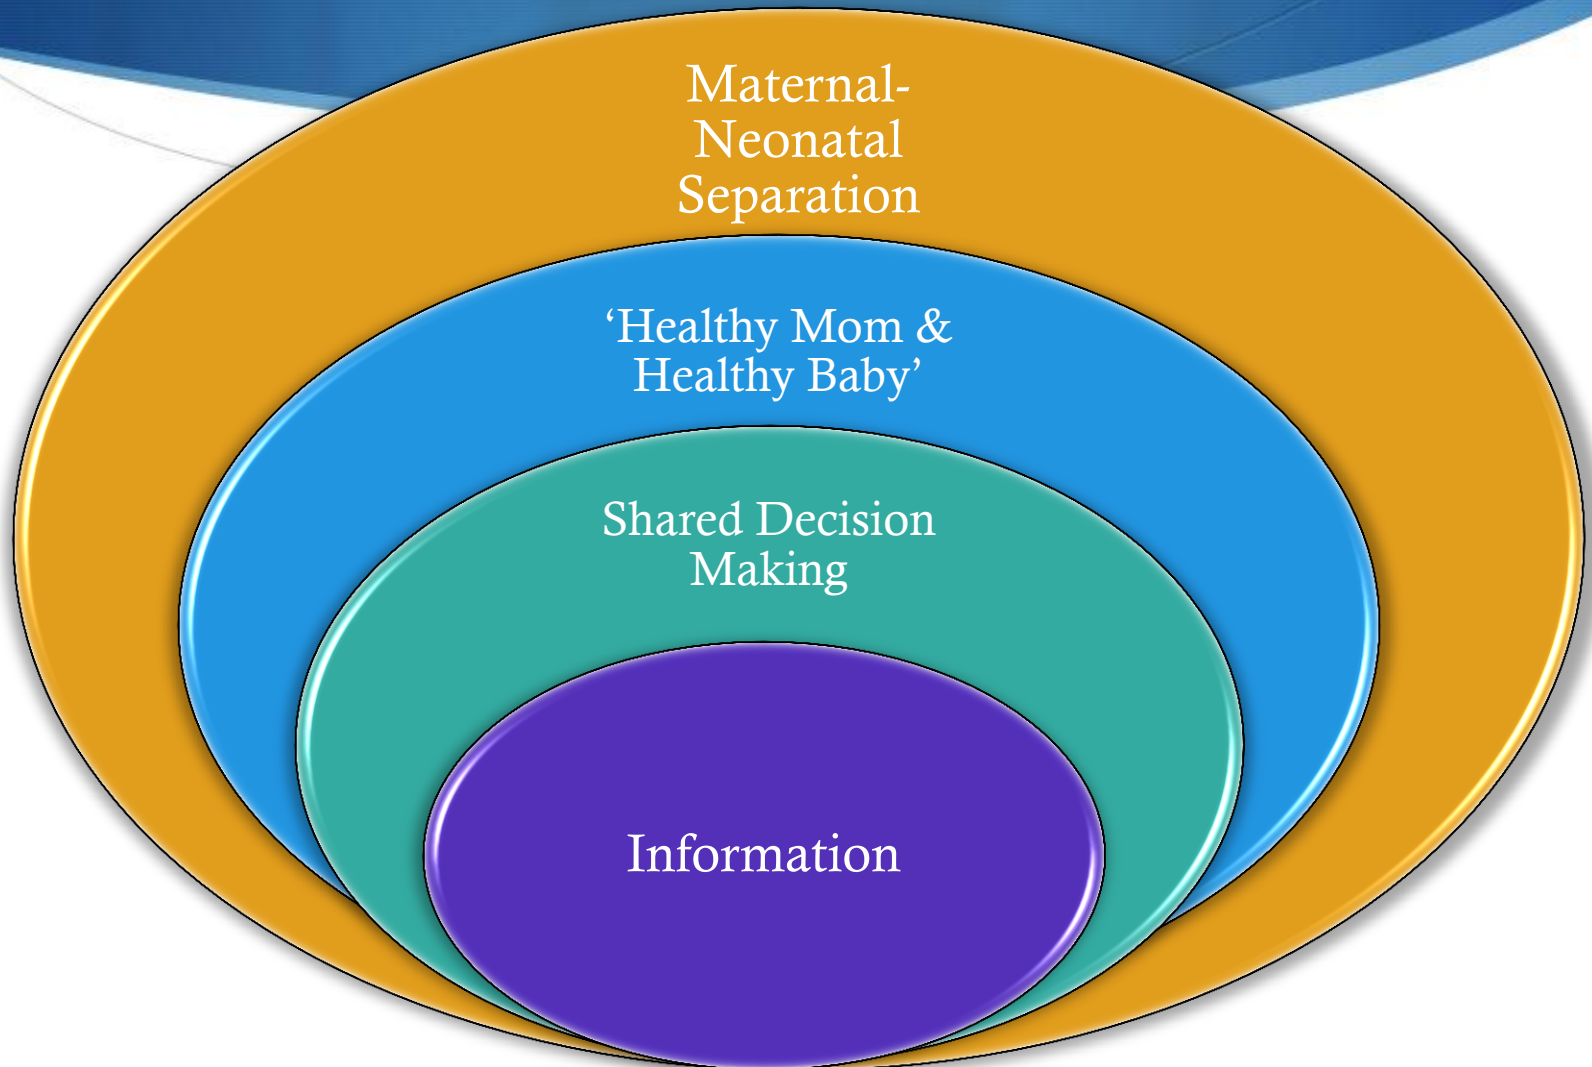 Maternal-
Neonatal
Separation
‘Healthy Mom &
Healthy Baby’
Shared Decision
Making
Information